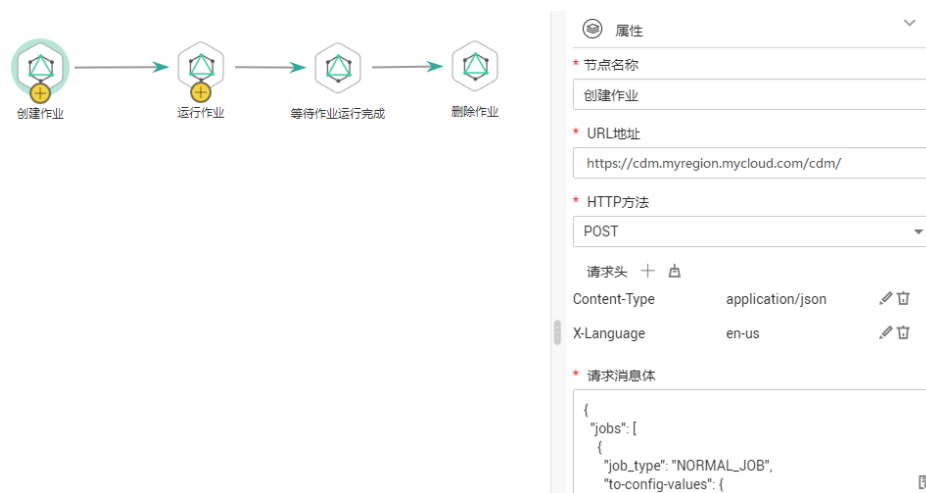 创建作业
运行作业
等待作业运行完成
删除作业
属性
* 节点名称
创建作业
* URL地址
https://cdm.myregion.mycloud.com/cdm/
* HTTP方法
POST
请求头
Content-Type application/json
X-Language en-us
* 请求消息体
{
"jobs": [
{
"job_type": "NORMAL_JOB",
"to-config-values": {